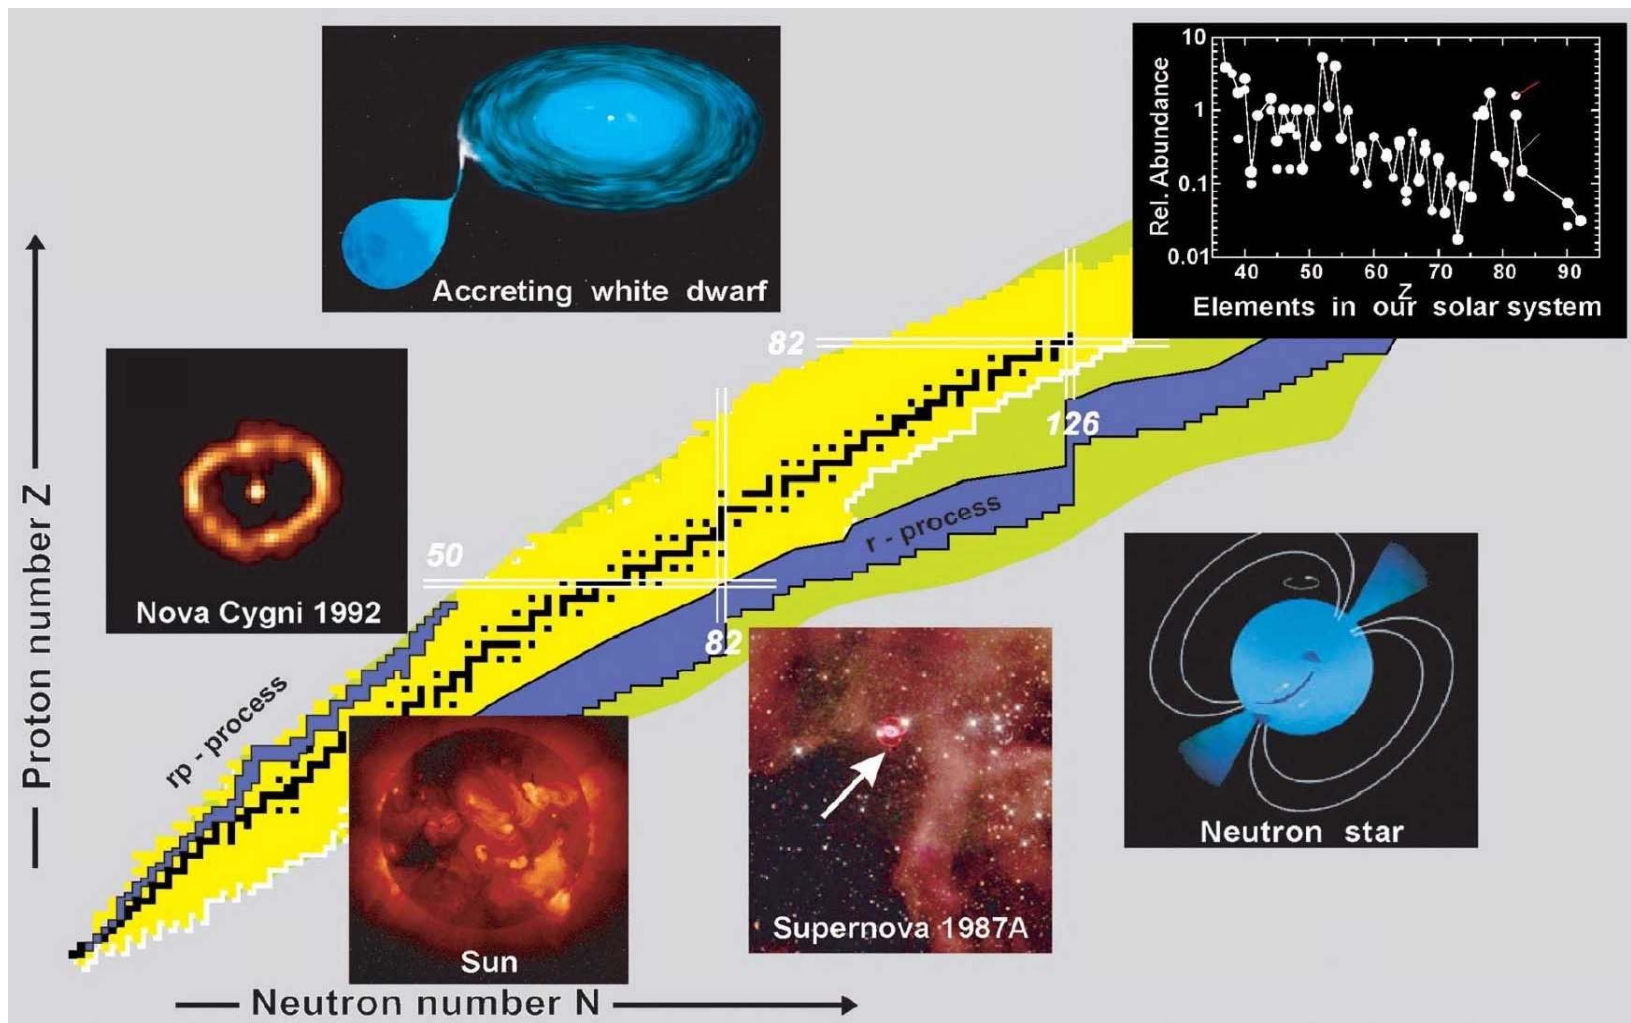 Accreting white dwarf
Rel. Abundance
10
1
0.1
0.01
40 50 60 70 80 90
Z
Elements in our solar system
Proton number Z
82
126
Nova Cygni 1992
50
r - process
82
rp - process
Neutron star
Supernova 1987A
Sun
Neutron number N